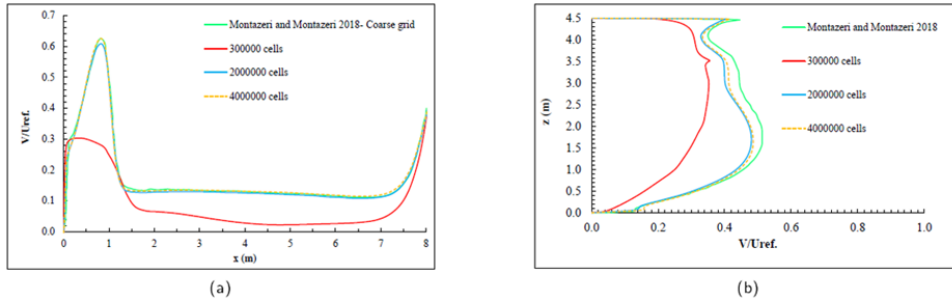 0.7
0.6
0.5
0.4
0.3
0.2
0.1
0.0
V/Uref.
0 1 2 3 4 5 6 7 8
x (m)
Montazeri and Montazeri 2018- Coarse grid
300000 cells
2000000 cells
4000000 cells
(a)
4.5
4.0
3.5
3.0
2.5
2.0
1.5
1.0
0.5
0.0
z (m)
0.0 0.2 0.4 0.6 0.8 1.0
V/Uref.
Montazeri and Montazeri 2018
300000 cells
2000000 cells
4000000 cells
(b)